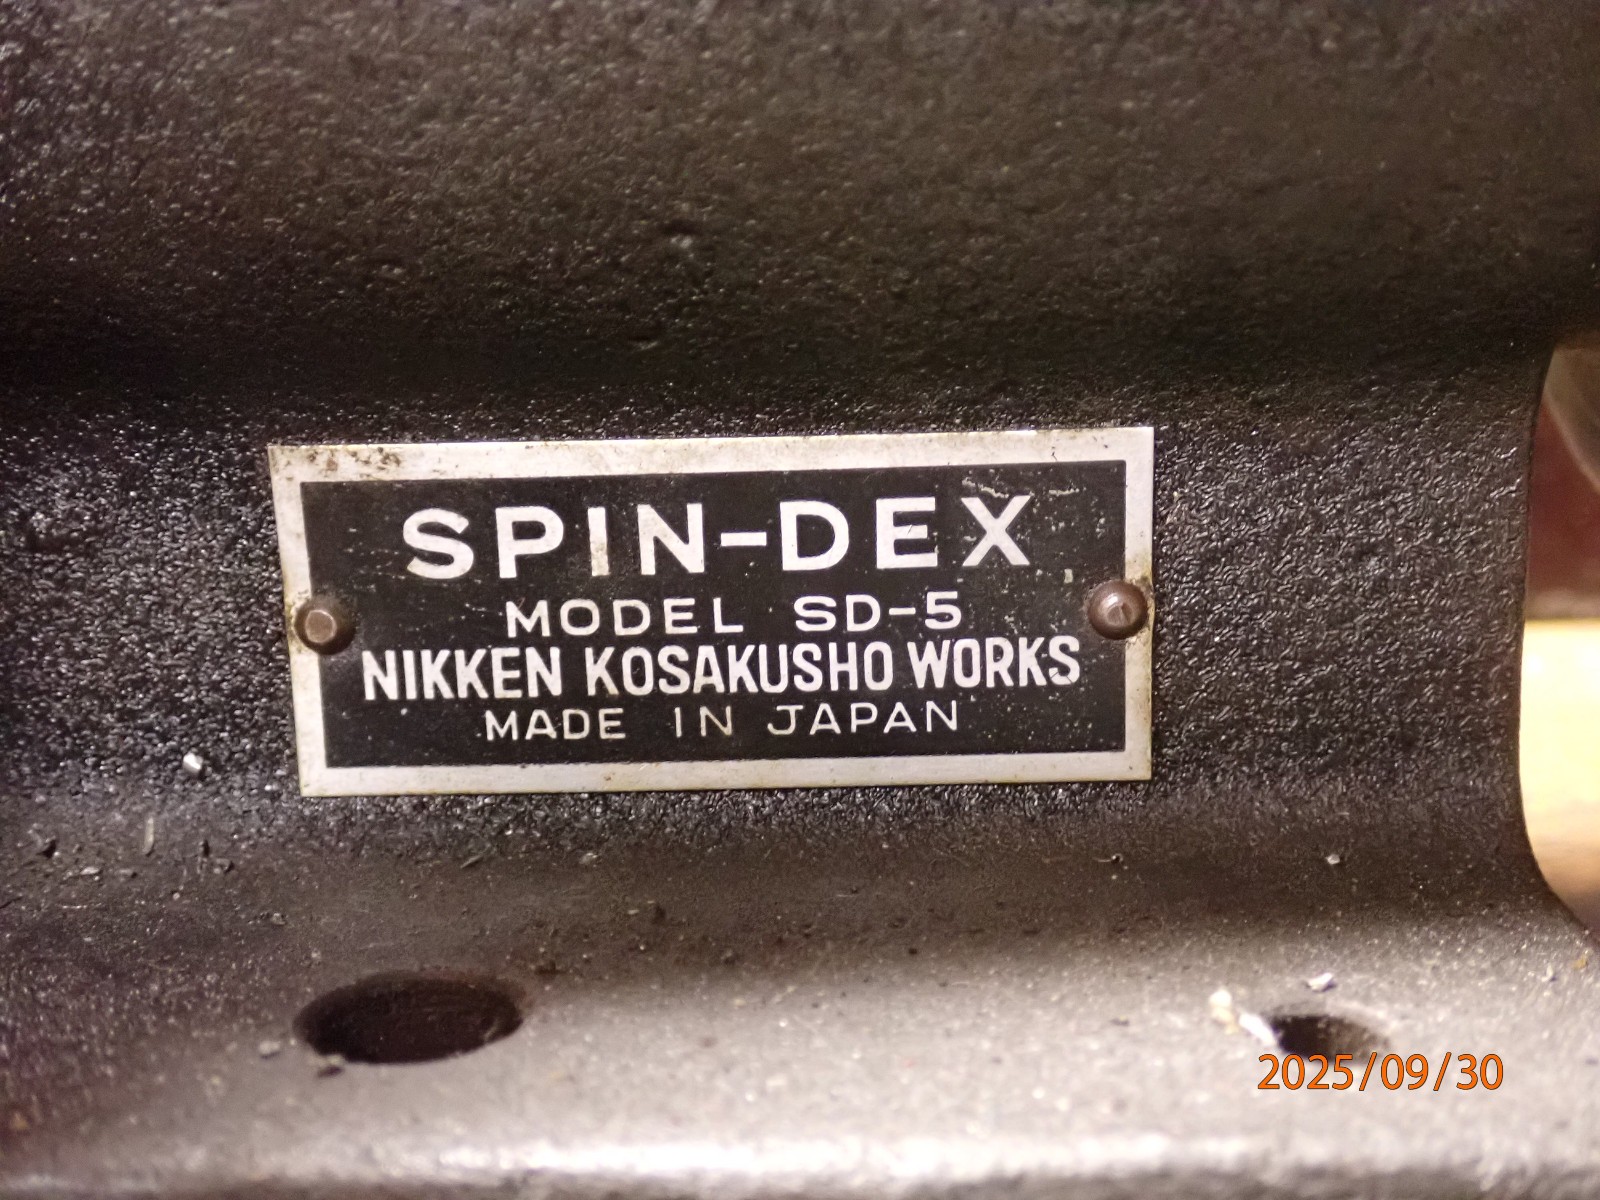 SPIN-DEX
MODEL SD-5
NIKKEN KOSAKUSHO WORKS
MADE IN JAPAN
2025/09/30